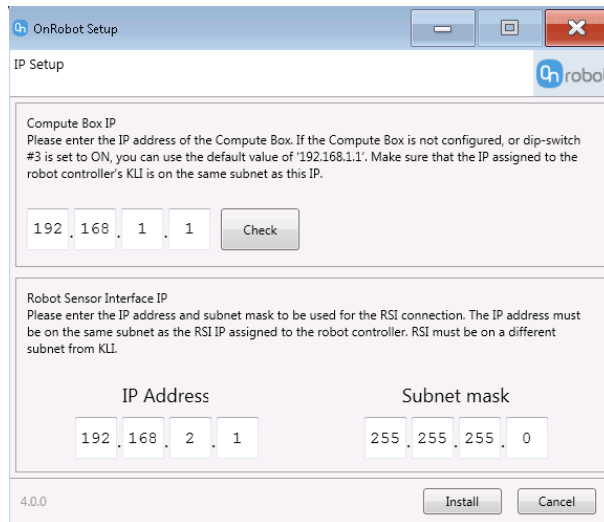 OnRobot Setup
IP Setup
On robot
Compute Box IP
Please enter the IP address of the Compute Box. If the Compute Box is not configured, or dip-switch
#3 is set to ON, you can use the default value of '192.168.1.1'. Make sure that the IP assigned to the
robot controller's KLI is on the same subnet as this IP.
192 . 168 . 1 . 1 Check
Robot Sensor Interface IP
Please enter the IP address and subnet mask to be used for the RSI connection. The IP address must
be on the same subnet as the RSI IP assigned to the robot controller. RSI must be on a different
subnet from KLI.
IP Address Subnet mask
192 . 168 . 2 . 1 255 . 255 . 255 . 0
4.0.0 Install Cancel